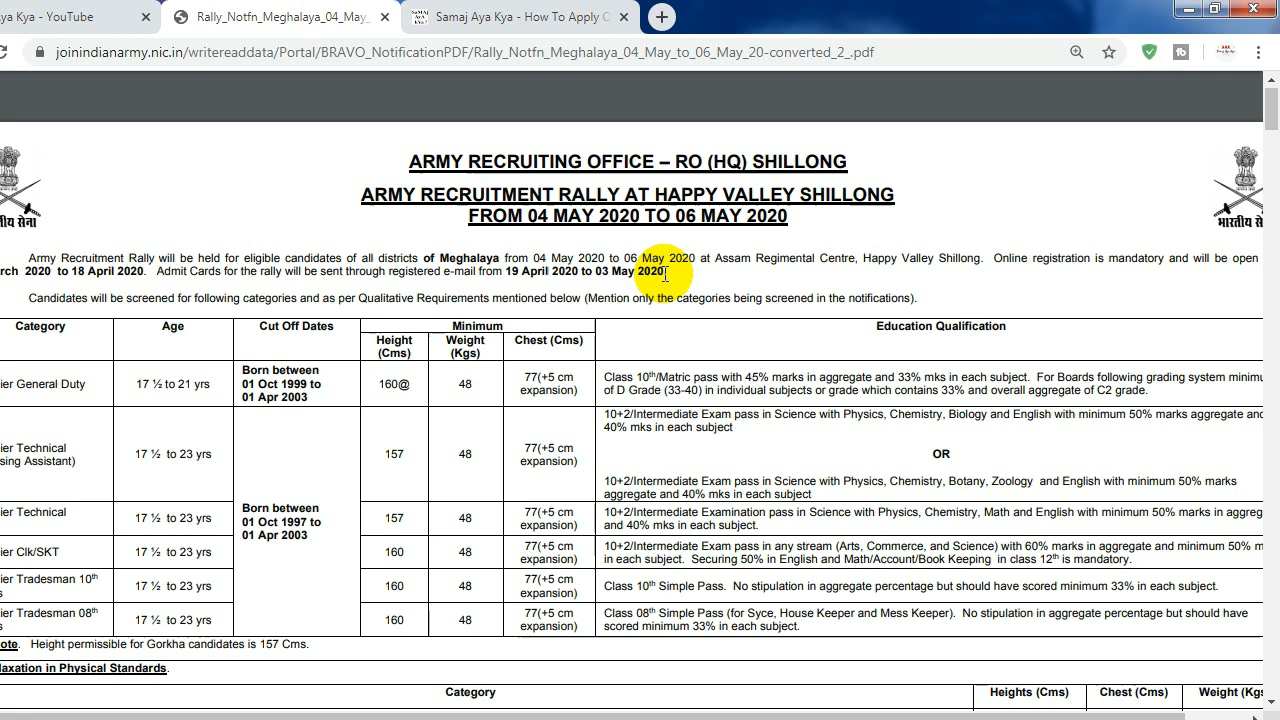 aya Kya - YouTube
Rally_Notfn_Meghalaya_04_May_
Samaj Aya Kya - How To Apply O
joinindianarmy.nic.in/writereaddata/Portal/BRAVO_NotificationPDF/Rally_Notfn_Meghalaya_04_May_to_06_May_20-converted_2_.pdf
ARMY RECRUITING OFFICE – RO (HQ) SHILLONG
ARMY RECRUITMENT RALLY AT HAPPY VALLEY SHILLONG
FROM 04 MAY 2020 TO 06 MAY 2020
भारतीय सेना
Army Recruitment Rally will be held for eligible candidates of all districts of Meghalaya from 04 May 2020 to 06 May 2020 at Assam Regimental Centre, Happy Valley Shillong. Online registration is mandatory and will be open
rch 2020 to 18 April 2020. Admit Cards for the rally will be sent through registered e-mail from 19 April 2020 to 03 May 2020.
Candidates will be screened for following categories and as per Qualitative Requirements mentioned below (Mention only the categories being screened in the notifications).
Category Age Cut Off Dates Minimum Education Qualification
Height (Cms) Weight (Kgs) Chest (Cms)
ier General Duty 17 ½ to 21 yrs Born between 01 Oct 1999 to 01 Apr 2003 160@ 48 77(+5 cm expansion) Class 10th/Matric pass with 45% marks in aggregate and 33% mks in each subject. For Boards following grading system minimu
of D Grade (33-40) in individual subjects or grade which contains 33% and overall aggregate of C2 grade.
ier Technical
sing Assistant) 17 ½ to 23 yrs 157 48 77(+5 cm expansion) 10+2/Intermediate Exam pass in Science with Physics, Chemistry, Biology and English with minimum 50% marks aggregate and
40% mks in each subject
OR
10+2/Intermediate Exam pass in Science with Physics, Chemistry, Botany, Zoology and English with minimum 50% marks
aggregate and 40% mks in each subject
Born between 01 Oct 1997 to 01 Apr 2003
ier Technical 17 ½ to 23 yrs 157 48 77(+5 cm expansion) 10+2/Intermediate Examination pass in Science with Physics, Chemistry, Math and English with minimum 50% marks in aggreg
and 40% mks in each subject.
ier Clk/SKT 17 ½ to 23 yrs 160 48 77(+5 cm expansion) 10+2/Intermediate Exam pass in any stream (Arts, Commerce, and Science) with 60% marks in aggregate and minimum 50% m
in each subject. Securing 50% in English and Math/Account/Book Keeping in class 12th is mandatory.
ier Tradesman 10th
s 17 ½ to 23 yrs 160 48 77(+5 cm expansion) Class 10th Simple Pass. No stipulation in aggregate percentage but should have scored minimum 33% in each subject.
ier Tradesman 08th
s 17 ½ to 23 yrs 160 48 77(+5 cm expansion) Class 08th Simple Pass (for Syce, House Keeper and Mess Keeper). No stipulation in aggregate percentage but should have
scored minimum 33% in each subject.
ote. Height permissible for Gorkha candidates is 157 Cms.
laxation in Physical Standards.
Category Heights (Cms) Chest (Cms) Weight (Kgs